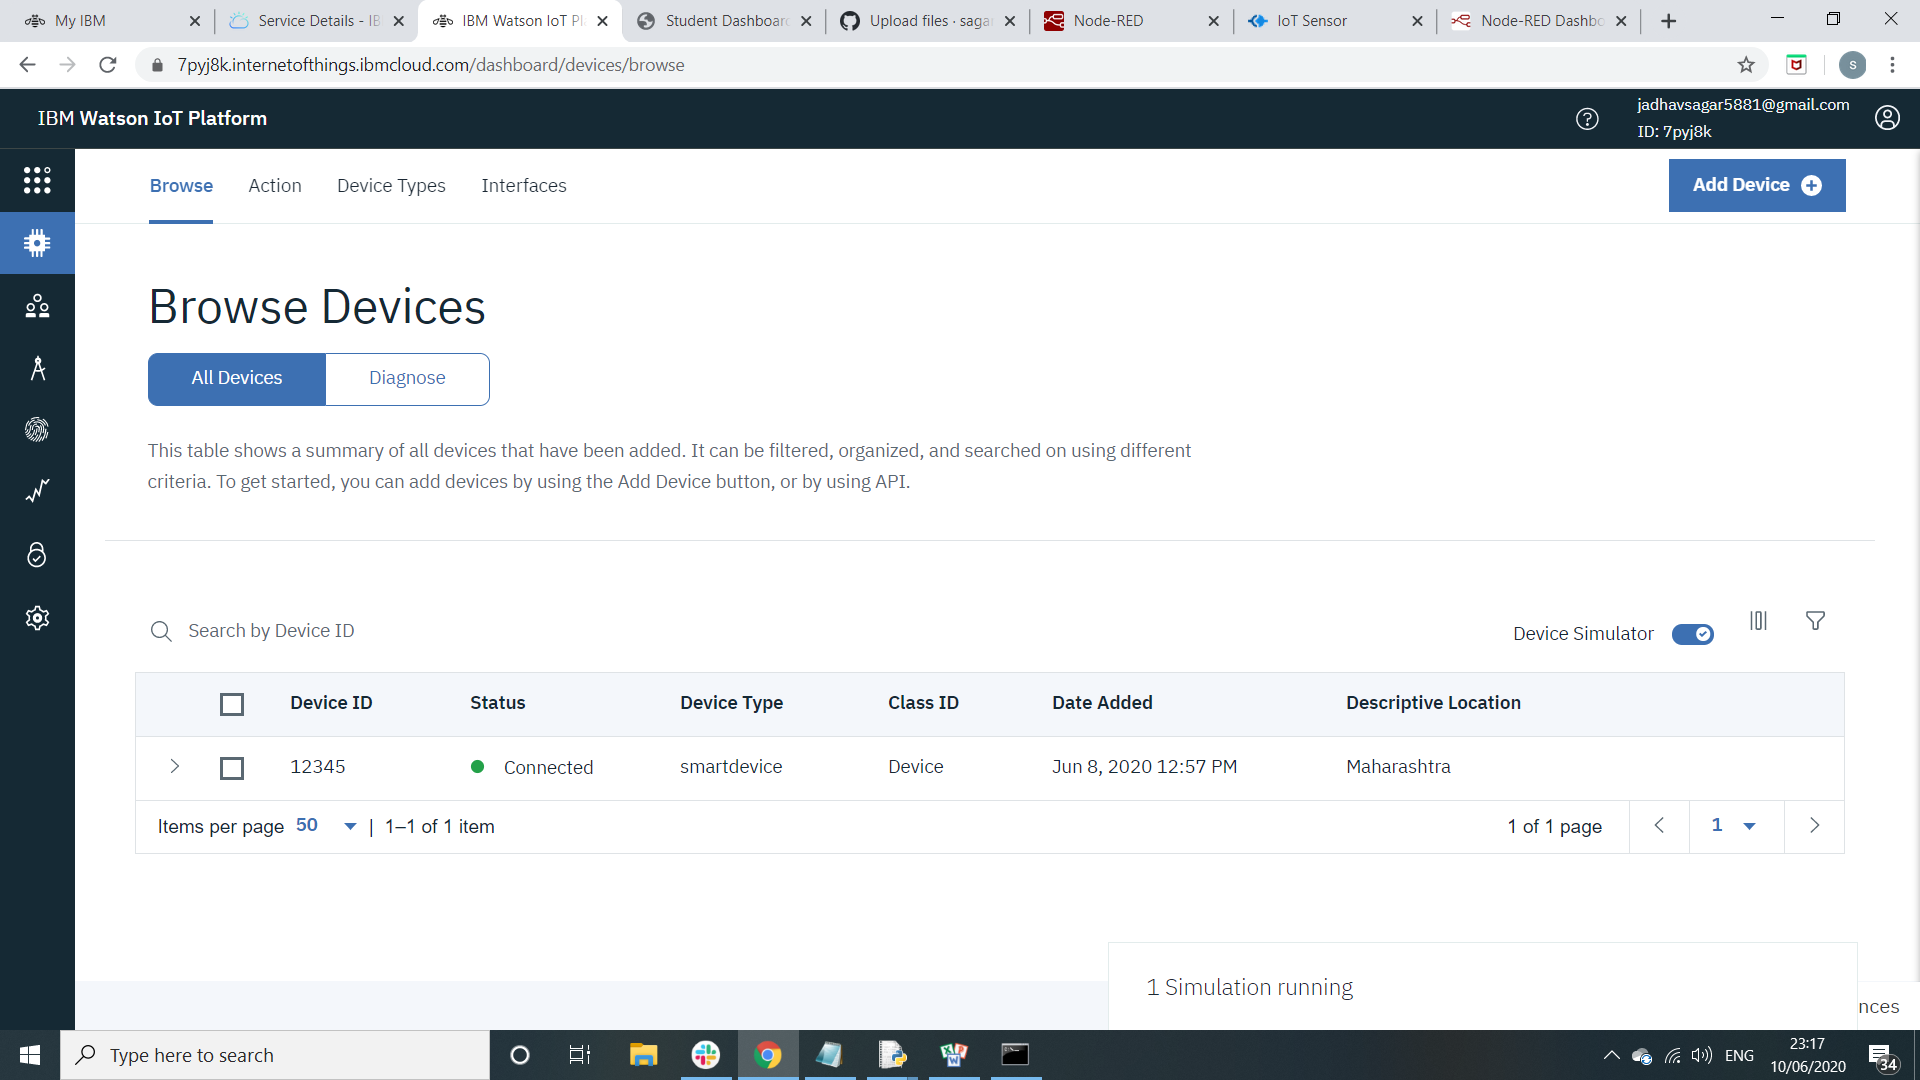 My IBM
Service Details - IB
IBM Watson IoT Pl
Student Dashboard
Upload files · saga
Node-RED
IoT Sensor
Node-RED Dashbo
7pyj8k.internetofthings.ibmcloud.com/dashboard/devices/browse
S
IBM Watson IoT Platform
jadhavsagar5881@gmail.com
ID: 7pyj8k
Browse
Action
Device Types
Interfaces
Add Device
Browse Devices
All Devices
Diagnose
This table shows a summary of all devices that have been added. It can be filtered, organized, and searched on using different
criteria. To get started, you can add devices by using the Add Device button, or by using API.
Search by Device ID
Device Simulator
Device ID Status Device Type Class ID Date Added Descriptive Location
12345 Connected smartdevice Device Jun 8, 2020 12:57 PM Maharashtra
Items per page 50 | 1–1 of 1 item
1 of 1 page
1
1 Simulation running
nces
Type here to search
ENG
23:17
10/06/2020
34